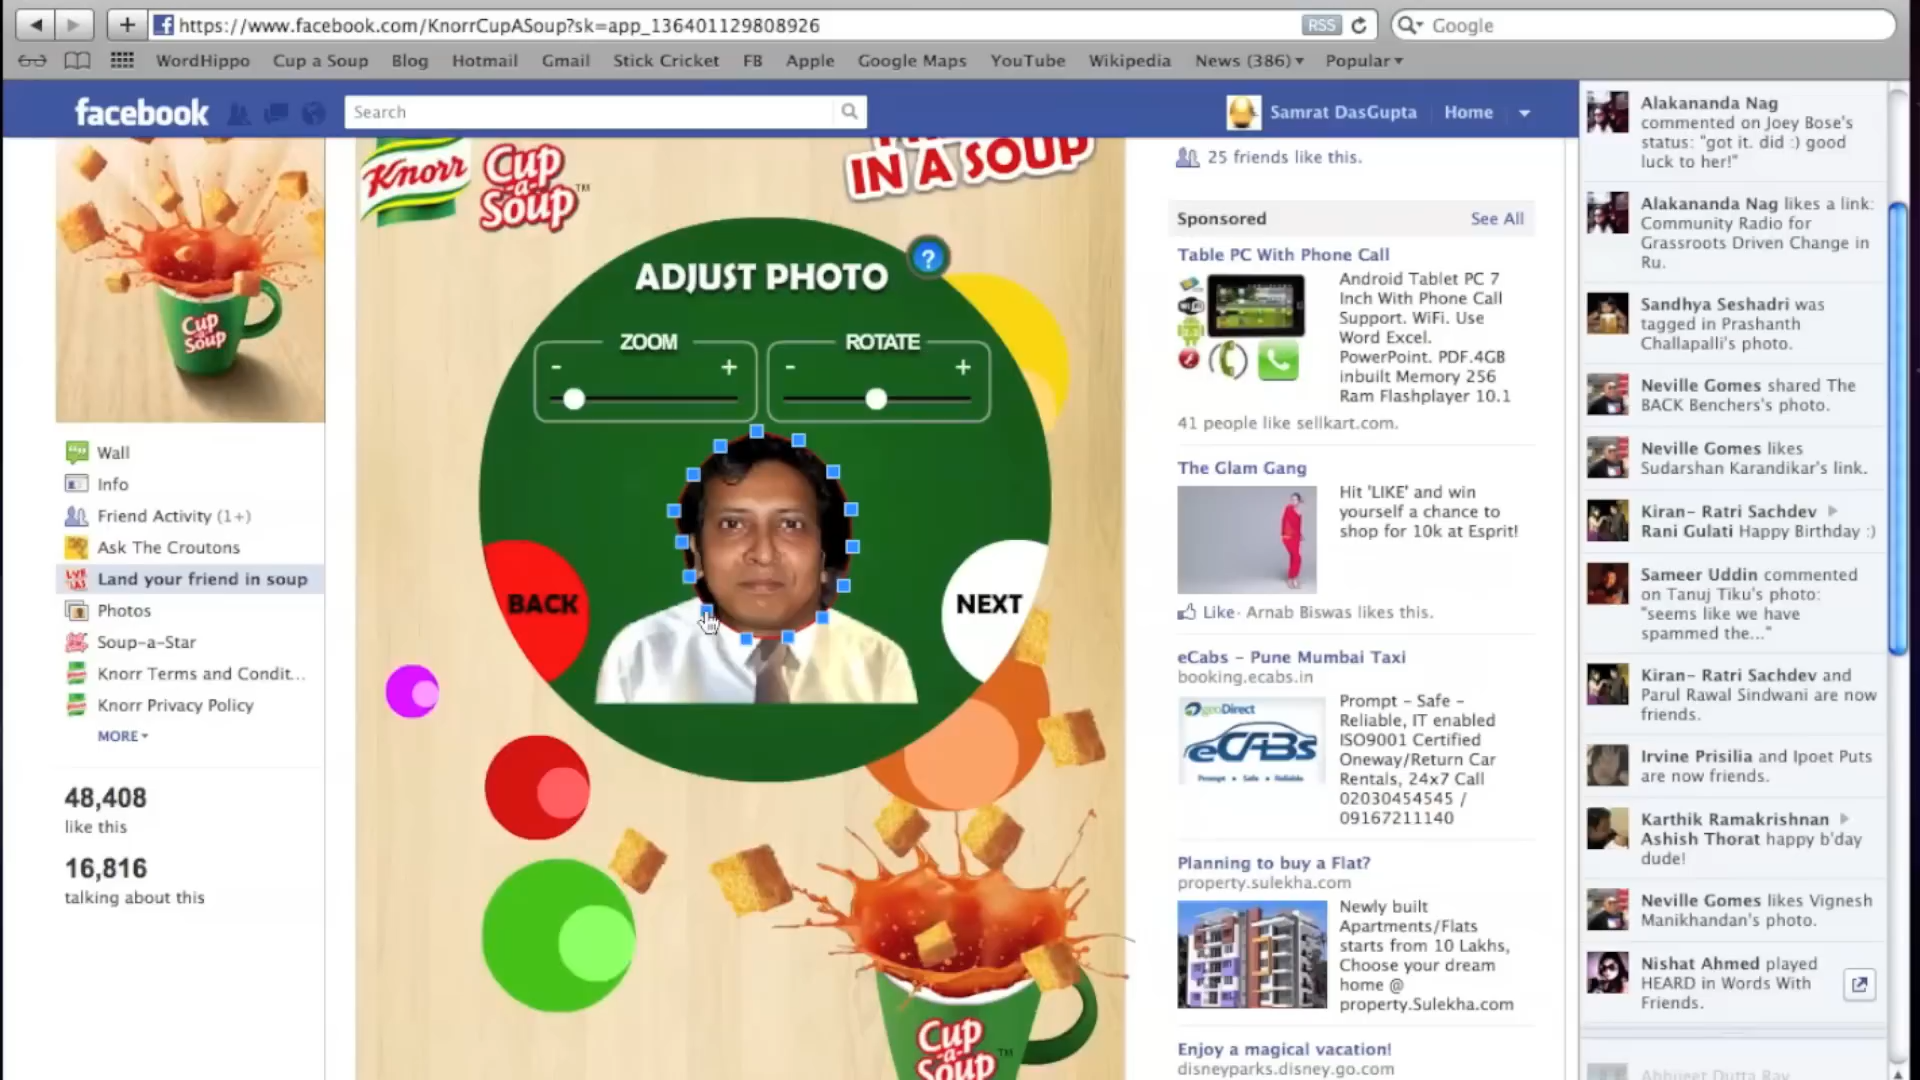 https://www.facebook.com/KnorrCupASoup?sk=app_136401129808926
RSS
Google
WordHippo
Cup a Soup
Blog
Hotmail
Gmail
Stick Cricket
FB
Apple
Google Maps
YouTube
Wikipedia
News (386)
Popular
facebook
Search
Samrat DasGupta
Home
Cup
a
Soup
Wall
Info
Friend Activity (1+)
Ask The Croutons
Land your friend in soup
Photos
Soup-a-Star
Knorr Terms and Condit...
Knorr Privacy Policy
MORE
48,408
like this
16,816
talking about this
Knorr
Cup
-a-
Soup™
IN A SOUP
?
ADJUST PHOTO
ZOOM
- +
ROTATE
- +
BACK
NEXT
Cup
-a-
Soup™
25 friends like this.
Sponsored
See All
Table PC With Phone Call
Android Tablet PC 7
Inch With Phone Call
Support. WiFi. Use
Word Excel.
PowerPoint. PDF.4GB
inbuilt Memory 256
Ram Flashplayer 10.1
41 people like sellkart.com.
The Glam Gang
Hit 'LIKE' and win
yourself a chance to
shop for 10k at Esprit!
Like · Arnab Biswas likes this.
eCabs - Pune Mumbai Taxi
booking.ecabs.in
geoDirect
eCABs
Prompt - Safe - Reliable
Prompt - Safe -
Reliable, IT enabled
ISO9001 Certified
Oneway/Return Car
Rentals, 24x7 Call
02030454545 /
09167211140
Planning to buy a Flat?
property.sulekha.com
Newly built
Apartments/Flats
starts from 10 Lakhs,
Choose your dream
home @
property.Sulekha.com
Enjoy a magical vacation!
disneyparks.disney.go.com
Alakananda Nag
commented on Joy Bose's
status: "got it. did :) good
luck to her!"
Alakananda Nag likes a link:
Community Radio for
Grassroots Driven Change in
Ru.
Sandhya Seshadri was
tagged in Prashanth
Challapalli's photo.
Neville Gomes shared The
BACK Benchers's photo.
Neville Gomes likes
Sudarshan Karandikar's link.
Kiran- Ratri Sachdev
Rani Gulati Happy Birthday :)
Sameer Uddin commented
on Tanuj Tiku's photo:
"seems like we have
spammed the..."
Kiran- Ratri Sachdev and
Parul Rawal Sindwani are now
friends.
Irvine Prisilia and Ipoet Puts
are now friends.
Karthik Ramakrishnan
Ashish Thorat happy b'day
dude!
Neville Gomes likes Vignesh
Manikhandan's photo.
Nishat Ahmed played
HEARD in Words With
Friends.